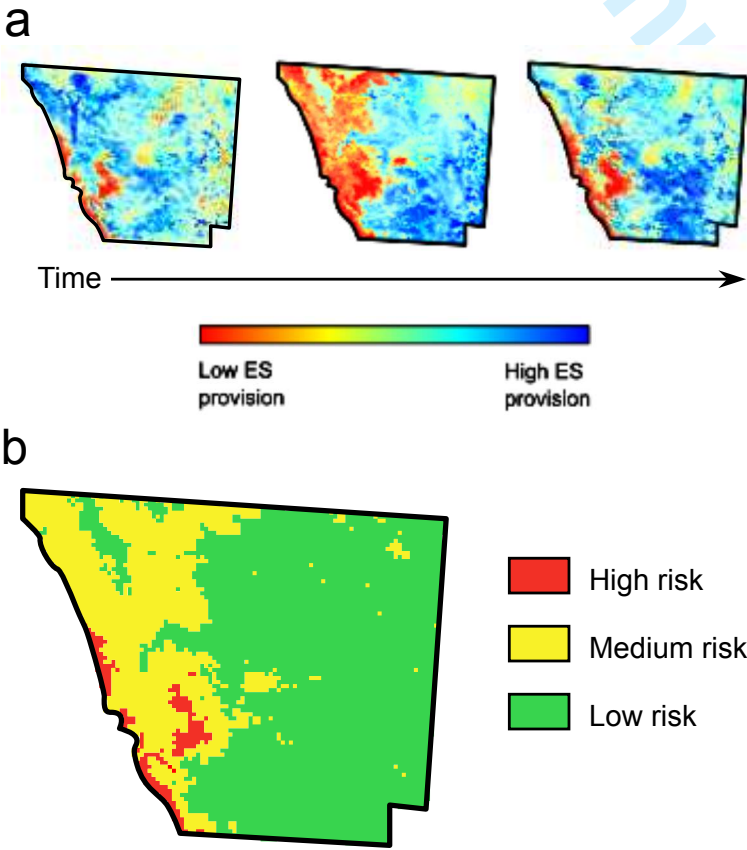 a
Time
Low ES
provision
High ES
provision
b
High risk
Medium risk
Low risk